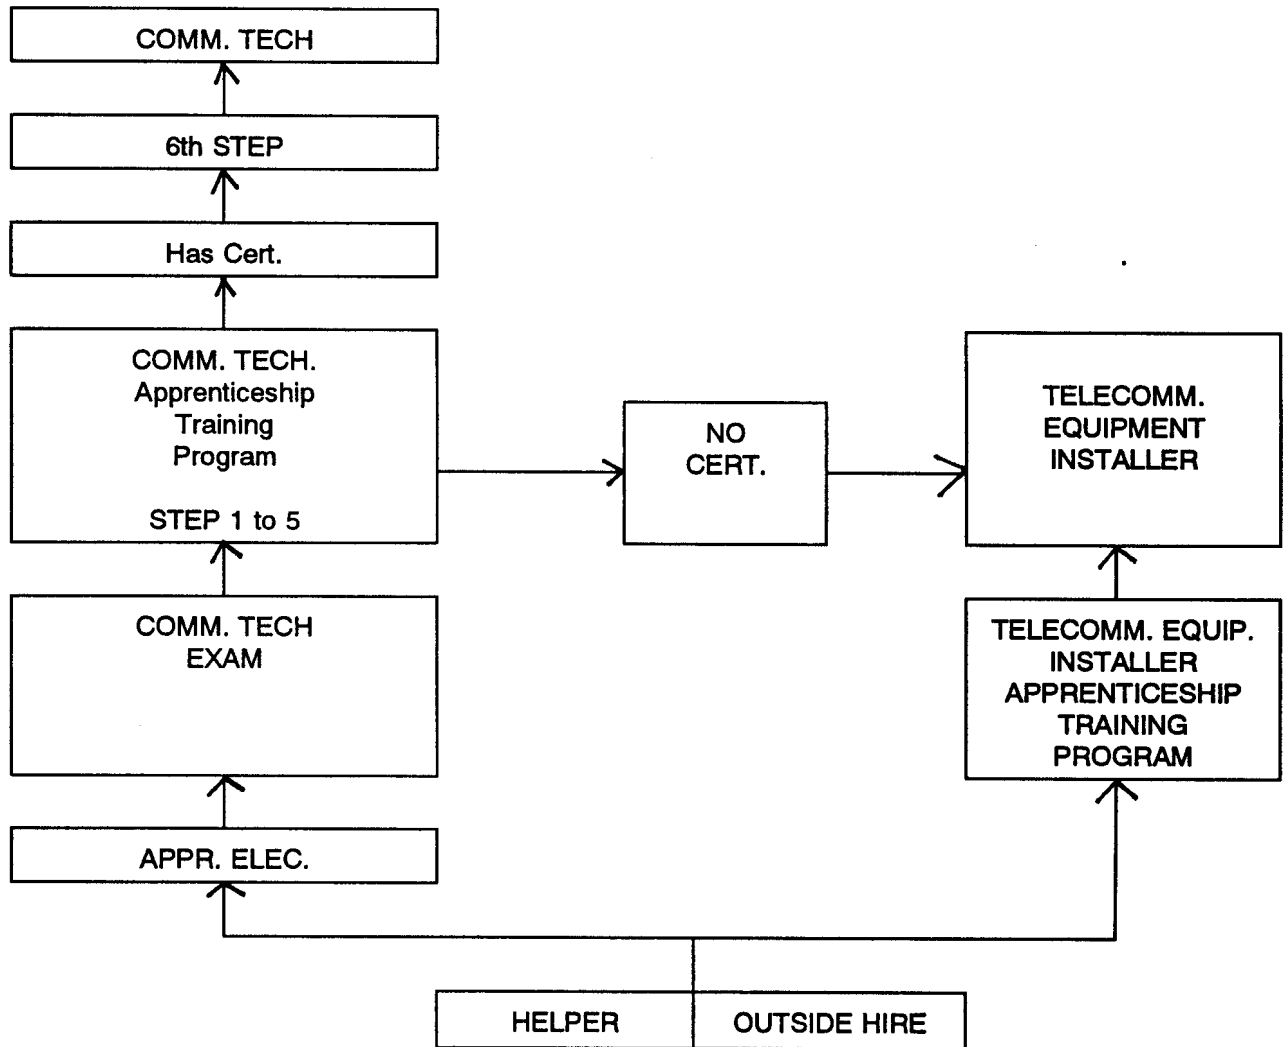 COMM. TECH
6th STEP
Has Cert.
COMM. TECH.
Apprenticeship
Training
Program
STEP 1 to 5
NO
CERT.
TELECOMM.
EQUIPMENT
INSTALLER
COMM. TECH
EXAM
TELECOMM. EQUIP.
INSTALLER
APPRENTICESHIP
TRAINING
PROGRAM
APPR. ELEC.
HELPER
OUTSIDE HIRE